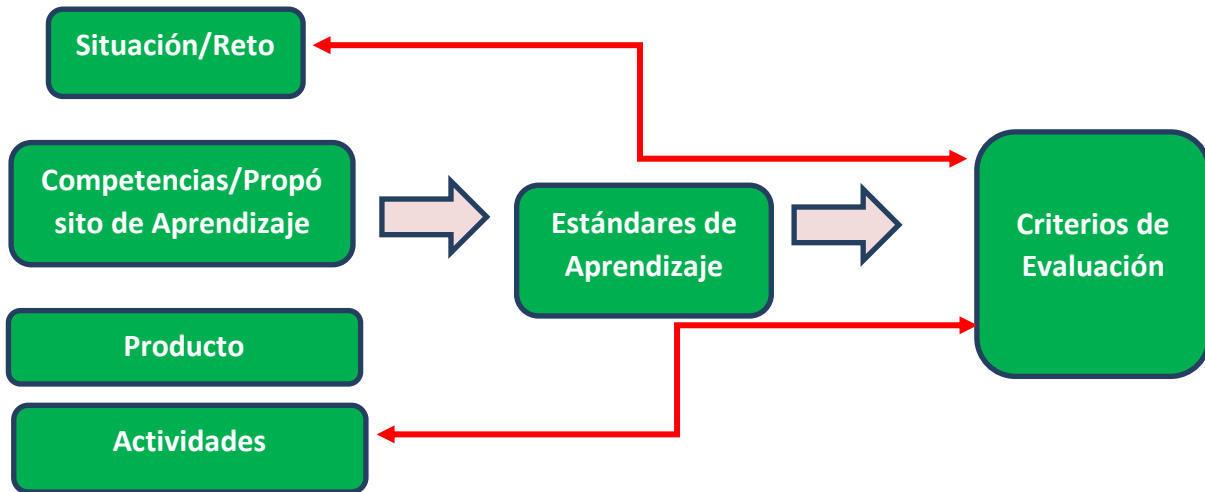 Situación/Reto
Competencias/Propó
sito de Aprendizaje
Estándares de
Aprendizaje
Criterios de
Evaluación
Producto
Actividades